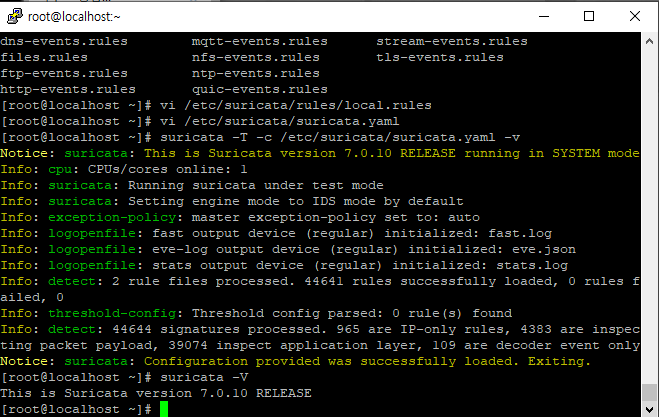 root@localhost:~
dns-events.rules mqtt-events.rules stream-events.rules
files.rules nfs-events.rules tls-events.rules
ftp-events.rules ntp-events.rules
http-events.rules quic-events.rules
[root@localhost ~]# vi /etc/suricata/rules/local.rules
[root@localhost ~]# vi /etc/suricata/suricata.yaml
[root@localhost ~]# suricata -T -c /etc/suricata/suricata.yaml -v
Notice: suricata: This is Suricata version 7.0.10 RELEASE running in SYSTEM mode
Info: cpu: CPUs/cores online: 1
Info: suricata: Running suricata under test mode
Info: suricata: Setting engine mode to IDS mode by default
Info: exception-policy: master exception-policy set to: auto
Info: logopenfile: fast output device (regular) initialized: fast.log
Info: logopenfile: eve-log output device (regular) initialized: eve.json
Info: logopenfile: stats output device (regular) initialized: stats.log
Info: detect: 2 rule files processed. 44641 rules successfully loaded, 0 rules f
ailed, 0
Info: threshold-config: Threshold config parsed: 0 rule(s) found
Info: detect: 44644 signatures processed. 965 are IP-only rules, 4383 are inspec
ting packet payload, 39074 inspect application layer, 109 are decoder event only
Notice: suricata: Configuration provided was successfully loaded. Exiting.
[root@localhost ~]# suricata -V
This is Suricata version 7.0.10 RELEASE
[root@localhost ~]#